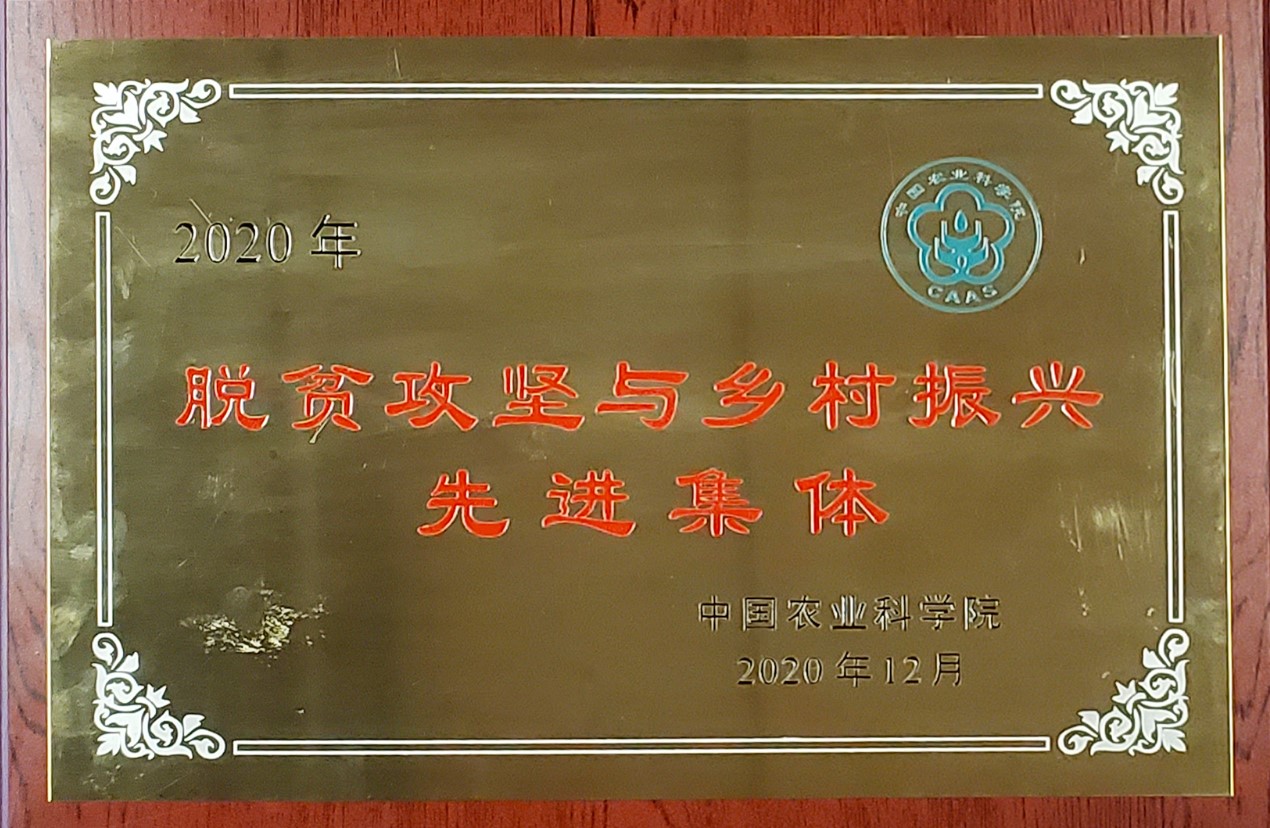 2020年
中国农业科学院
CAAS
脱贫攻坚与乡村振兴
先进集体
中国农业科学院
2020年12月